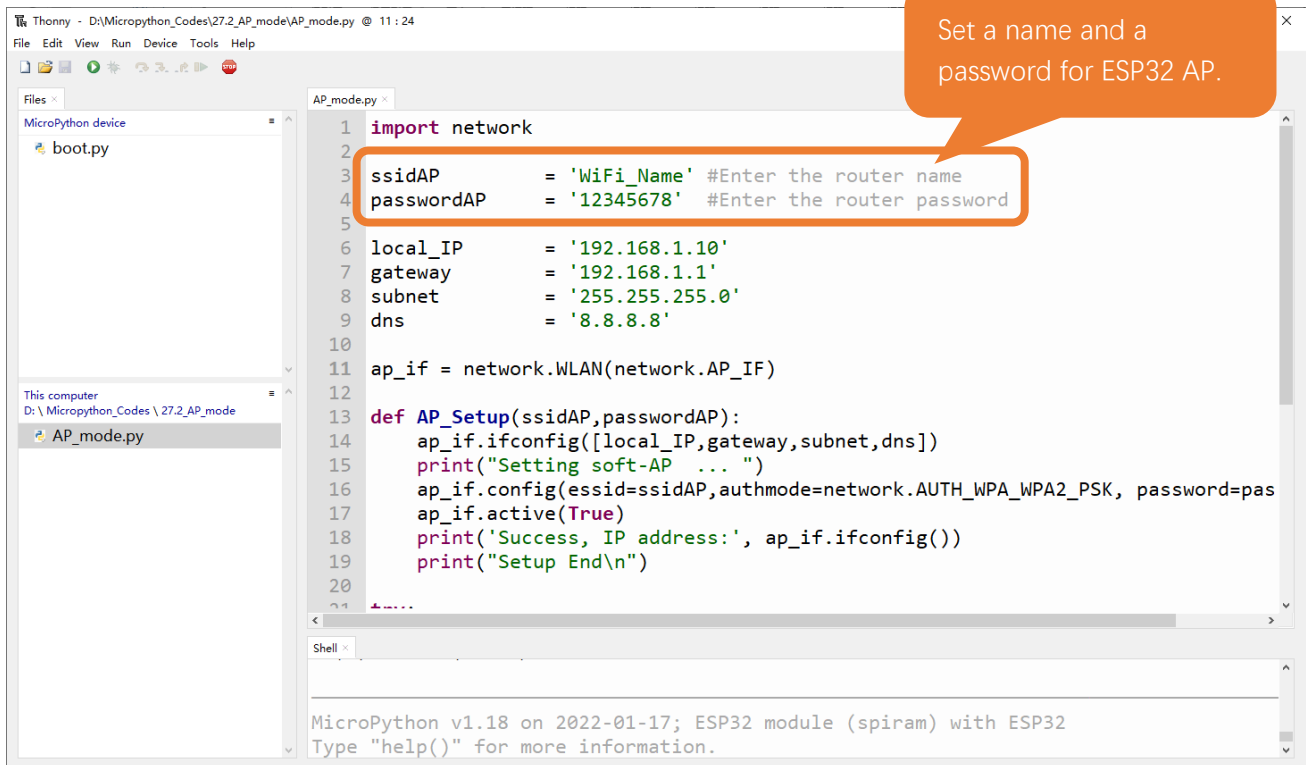 Thonny - D:\Micropython_Codes\27.2_AP_mode\AP_mode.py @ 11 : 24
File Edit View Run Device Tools Help
Set a name and a
password for ESP32 AP.
Files
MicroPython device
boot.py
This computer
D: \ Micropython_Codes \ 27.2_AP_mode
AP_mode.py
AP_mode.py
1 import network
2
3 ssidAP         = 'WiFi_Name' #Enter the router name
4 passwordAP     = '12345678'  #Enter the router password
5
6 local_IP       = '192.168.1.10'
7 gateway        = '192.168.1.1'
8 subnet         = '255.255.255.0'
9 dns            = '8.8.8.8'
10
11 ap_if = network.WLAN(network.AP_IF)
12
13 def AP_Setup(ssidAP,passwordAP):
14     ap_if.ifconfig([local_IP,gateway,subnet,dns])
15     print("Setting soft-AP  ... ")
16     ap_if.config(essid=ssidAP,authmode=network.AUTH_WPA_WPA2_PSK, password=pas
17     ap_if.active(True)
18     print('Success, IP address:', ap_if.ifconfig())
19     print("Setup End\n")
20
21 try:
Shell
MicroPython v1.18 on 2022-01-17; ESP32 module (spiram) with ESP32
Type "help()" for more information.